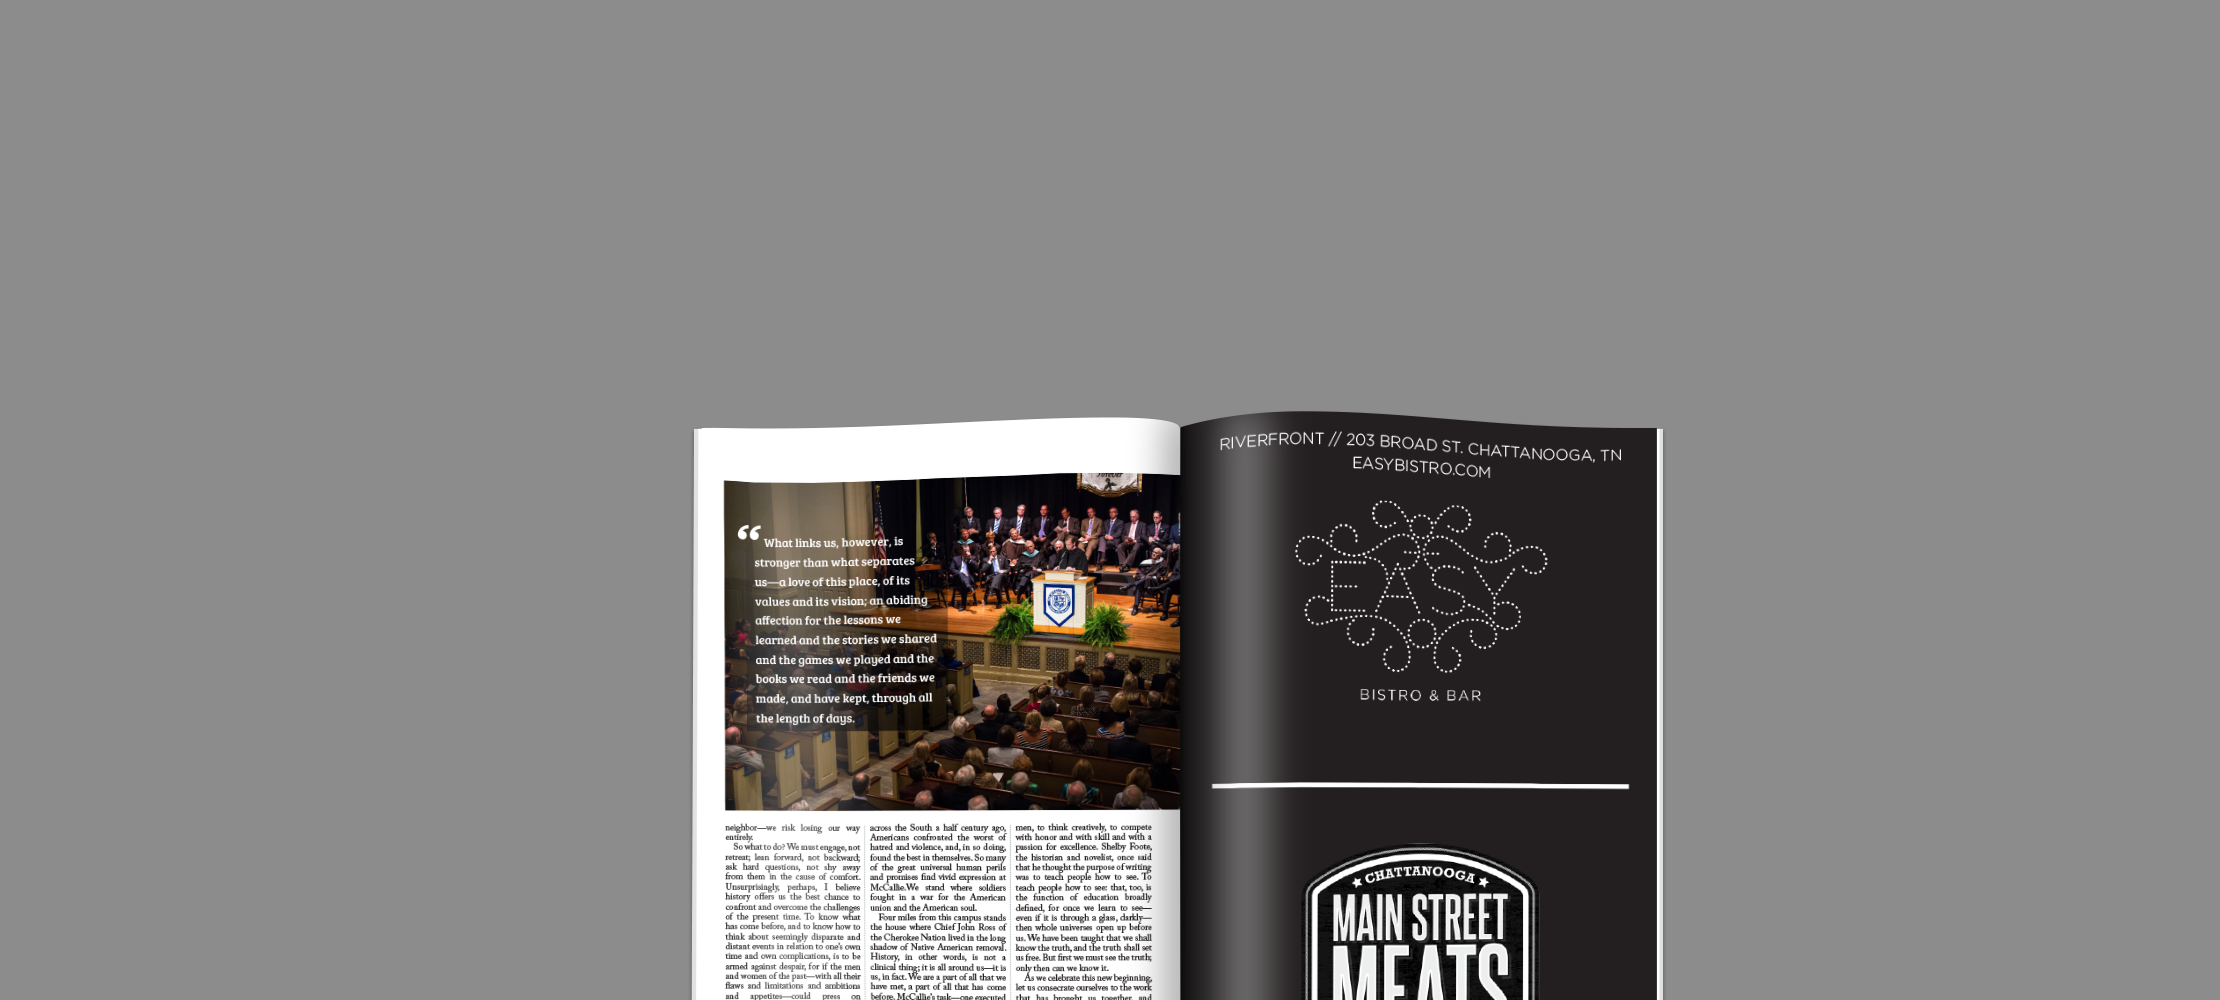 “What links us, however, is
stronger than what separates
us—a love of this place, of its
values and its vision; an abiding
affection for the lessons we
learned and the stories we shared
and the games we played and the
books we read and the friends we
made, and have kept, through all
the length of days.
neighbor—we risk losing our way
entirely.
So what to do? We must engage, not
retreat; lean forward, not backward;
ask hard questions, not shy away
from them in the cause of comfort.
Unsurprisingly, perhaps, I believe
history offers us the best chance to
confront and overcome the challenges
of the present time. To know what
has come before, and to know how to
think about seemingly disparate and
distant events in relation to one's own
time and own complications, is to be
armed against despair, for if the men
and women of the past—with all their
flaws and limitations and ambitions
and appetites—could press on
across the South a half century ago,
Americans confronted the worst of
hatred and violence, and, in so doing,
found the best in themselves. So many
of the great universal human perils
and promises find vivid expression at
McCallie. We stand where soldiers
fought in a war for the American
union and the American soul.
Four miles from this campus stands
the house where Chief John Ross of
the Cherokee Nation lived in the long
shadow of Native American removal.
History, in other words, is not a
clinical thing; it is all around us—it is
us, in fact. We are a part of all that we
have met, a part of all that has come
before. McCallie's task—one executed
men, to think creatively, to compete
with honor and with skill and with a
passion for excellence. Shelby Foote,
the historian and novelist, once said
that he thought the purpose of writing
was to teach people how to see. To
teach people how to see: that, too, is
the function of education broadly
defined, for once we learn to see—
even if it is through a glass, darkly—
then whole universes open up before
us. We have been taught that we shall
know the truth, and the truth shall set
us free. But first we must see the truth;
only then can we know it.
As we celebrate this new beginning,
let us consecrate ourselves to the work
that has brought us together, and
RIVERFRONT // 203 BROAD ST. CHATTANOOGA, TN
EASYBISTRO.COM
EASY
BISTRO & BAR
CHATTANOOGA
MAIN STREET
MEATS